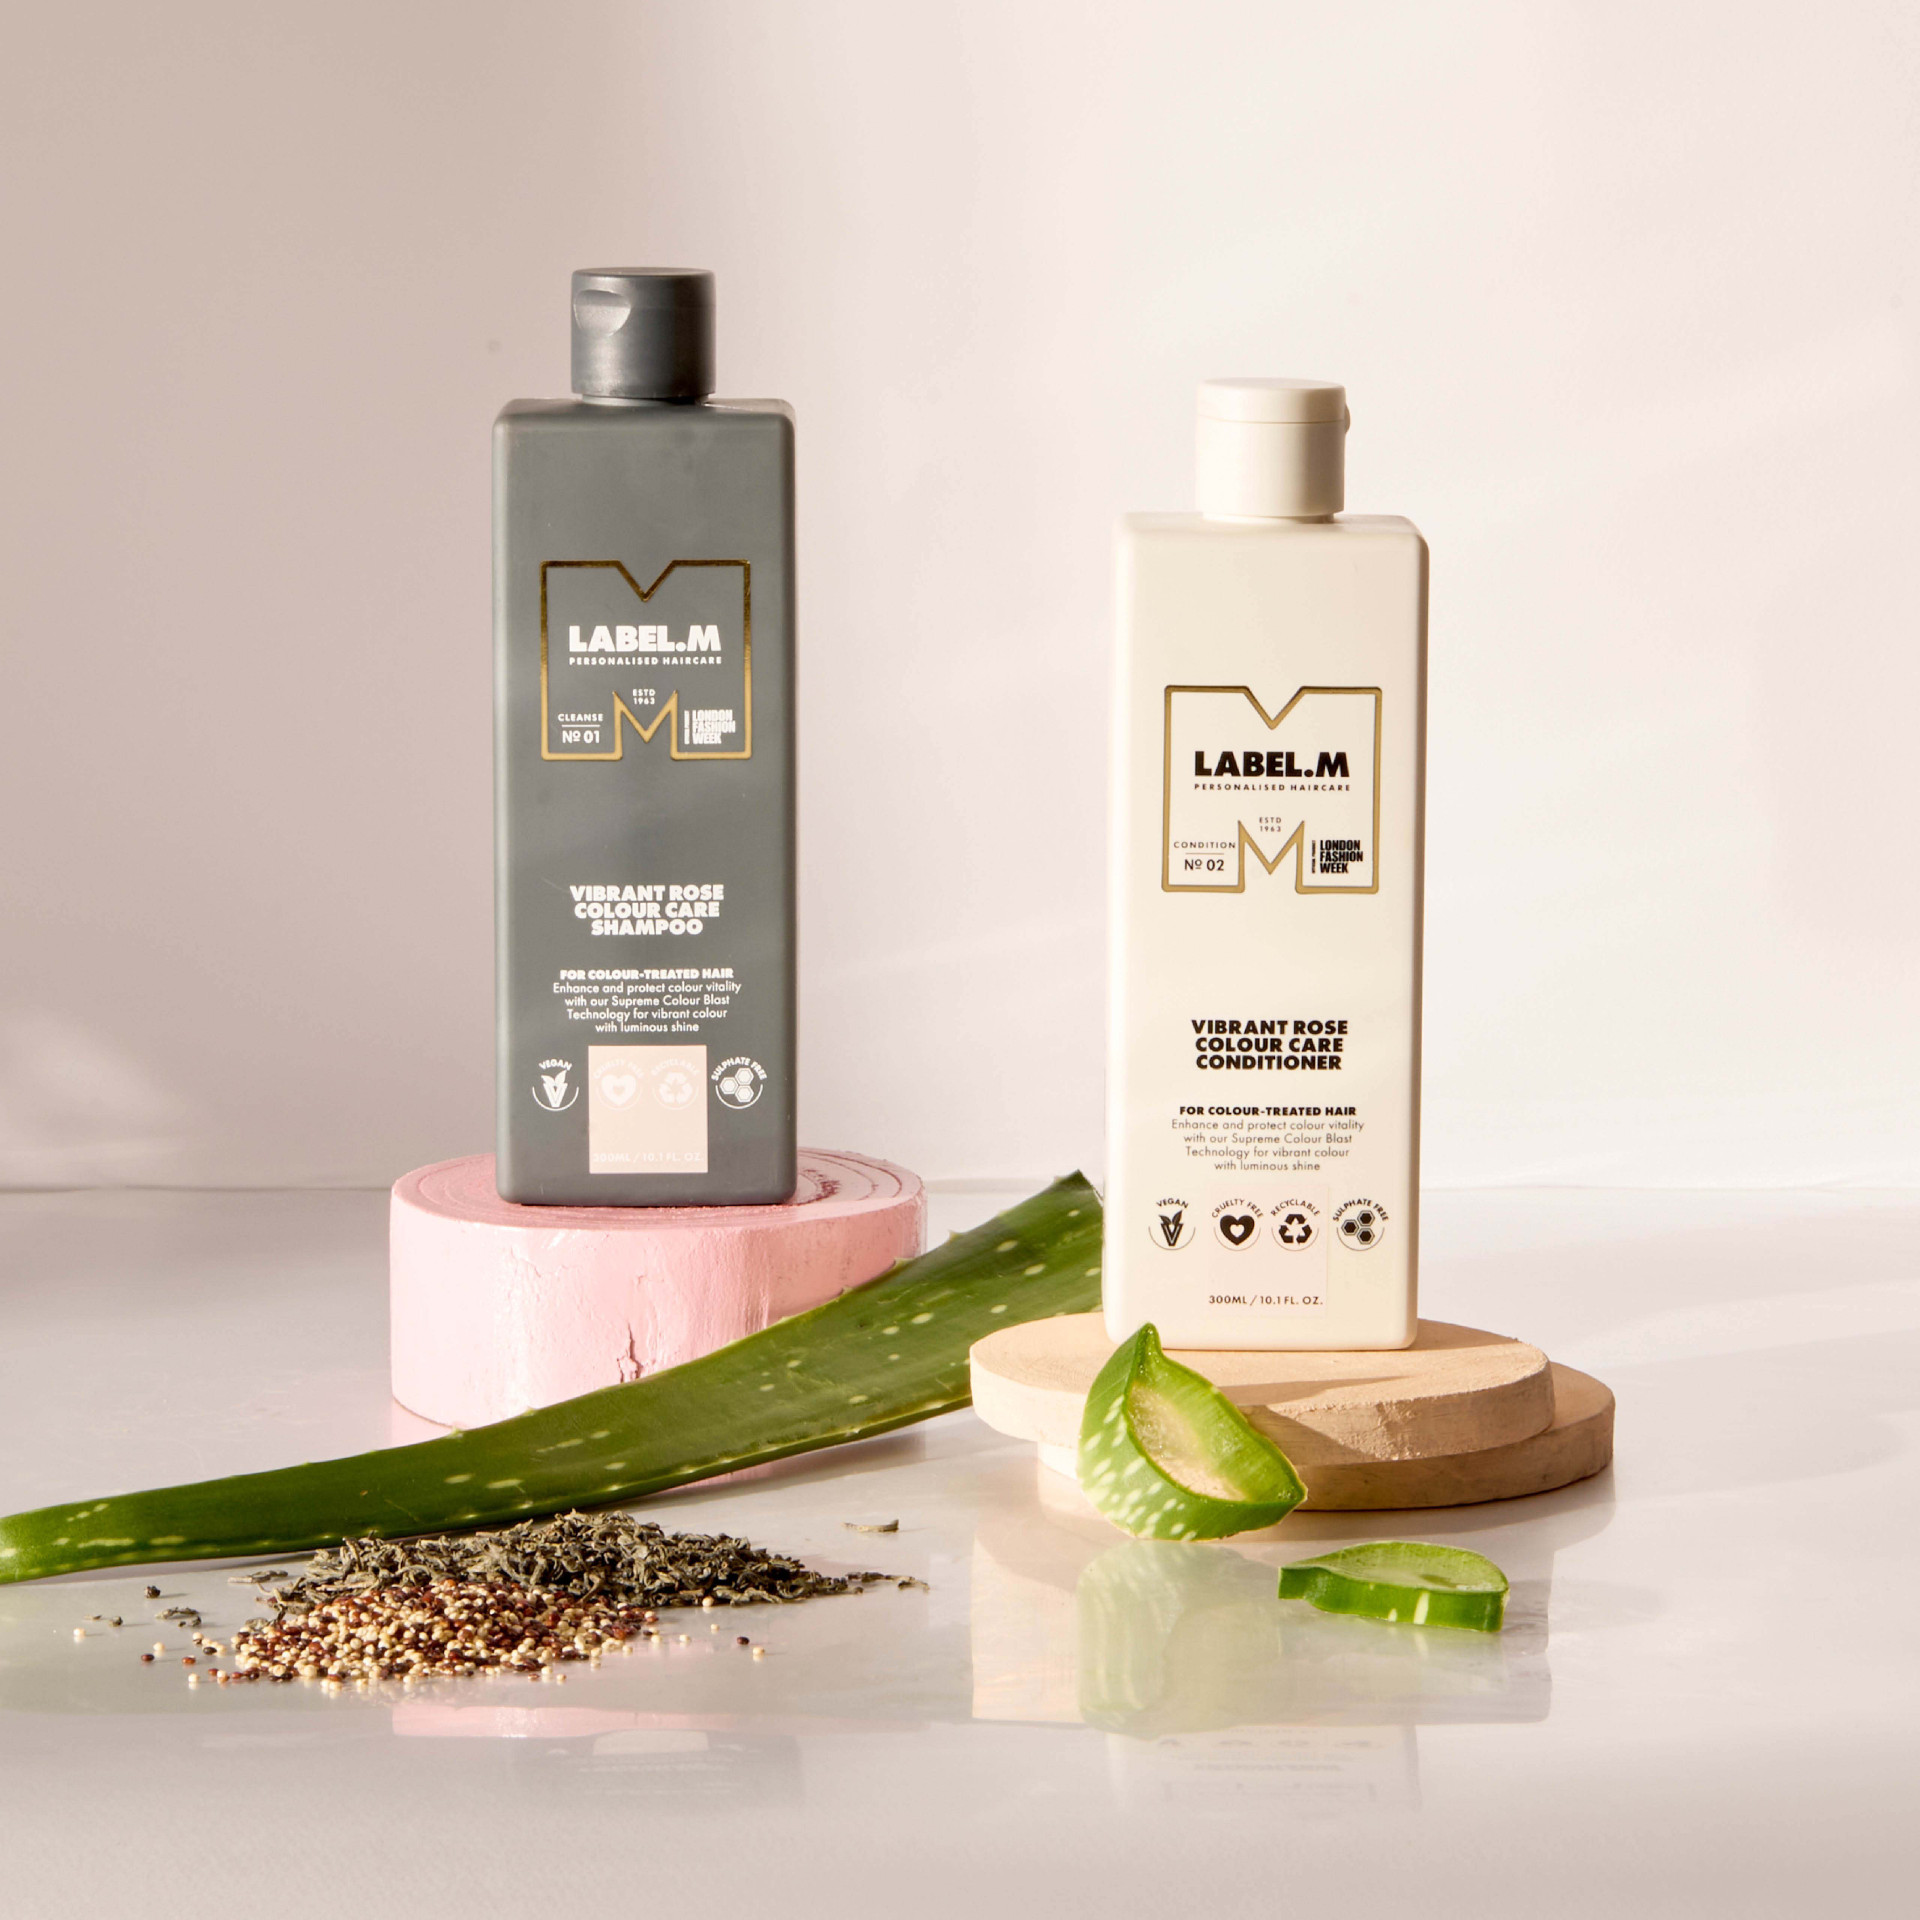 LABEL.M
PERSONALISED HAIRCARE
ESTD
1963
CLEANSE
Nº 01
LONDON
FASHION
WEEK
VIBRANT ROSE
COLOUR CARE
SHAMPOO
FOR COLOUR-TREATED HAIR
Enhance and protect colour vitality
with our Supreme Colour Blast
Technology for vibrant colour
with luminous shine
VEGAN
CRUELTY FREE
RECYCLABLE
SULPHATE FREE
300ML / 10.1 FL. OZ.
LABEL.M
PERSONALISED HAIRCARE
ESTD
1963
CONDITION
Nº 02
LONDON
FASHION
WEEK
VIBRANT ROSE
COLOUR CARE
CONDITIONER
FOR COLOUR-TREATED HAIR
Enhance and protect colour vitality
with our Supreme Colour Blast
Technology for vibrant colour
with luminous shine
VEGAN
CRUELTY FREE
RECYCLABLE
SULPHATE FREE
300ML / 10.1 FL. OZ.